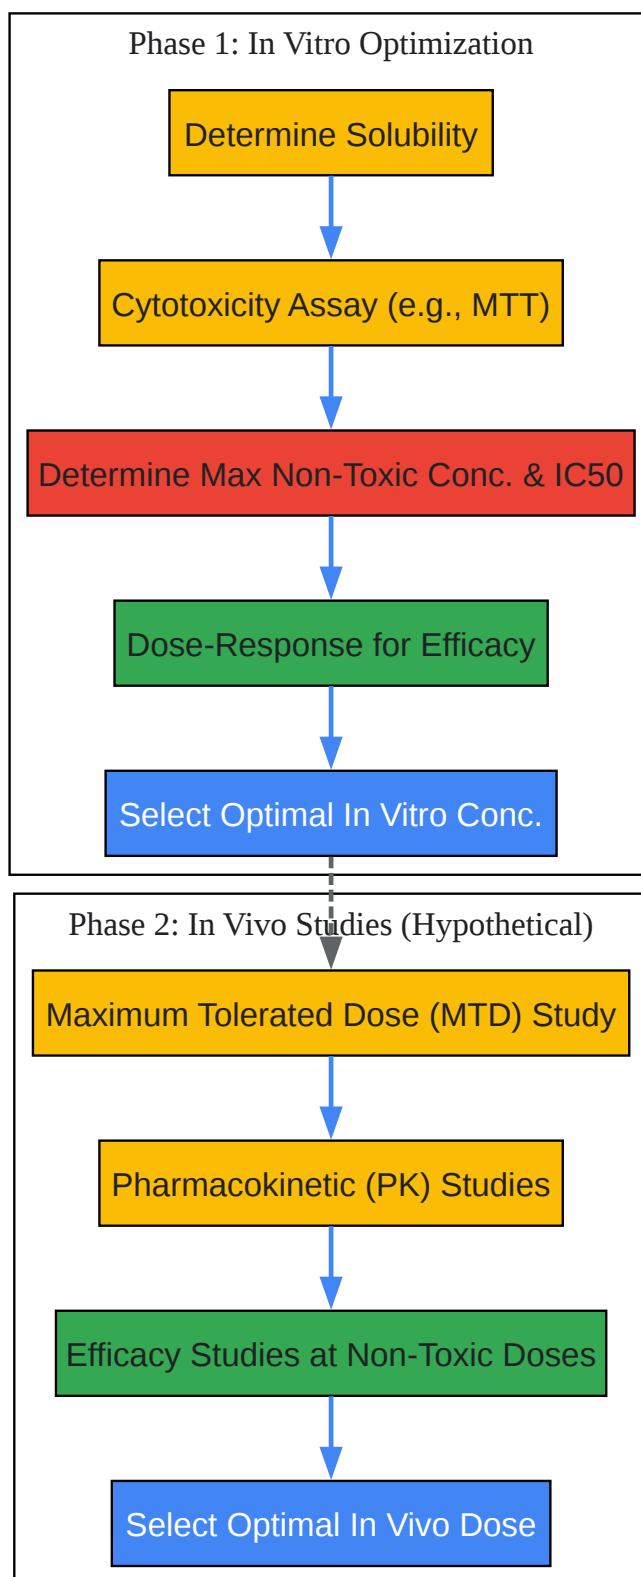 Phase 1: In Vitro Optimization
Determine Solubility
Cytotoxicity Assay (e.g., MTT)
Determine Max Non-Toxic Conc. & IC50
Dose-Response for Efficacy
Select Optimal In Vitro Conc.
Phase 2: In Vivo Studies (Hypothetical)
Maximum Tolerated Dose (MTD) Study
Pharmacokinetic (PK) Studies
Efficacy Studies at Non-Toxic Doses
Select Optimal In Vivo Dose